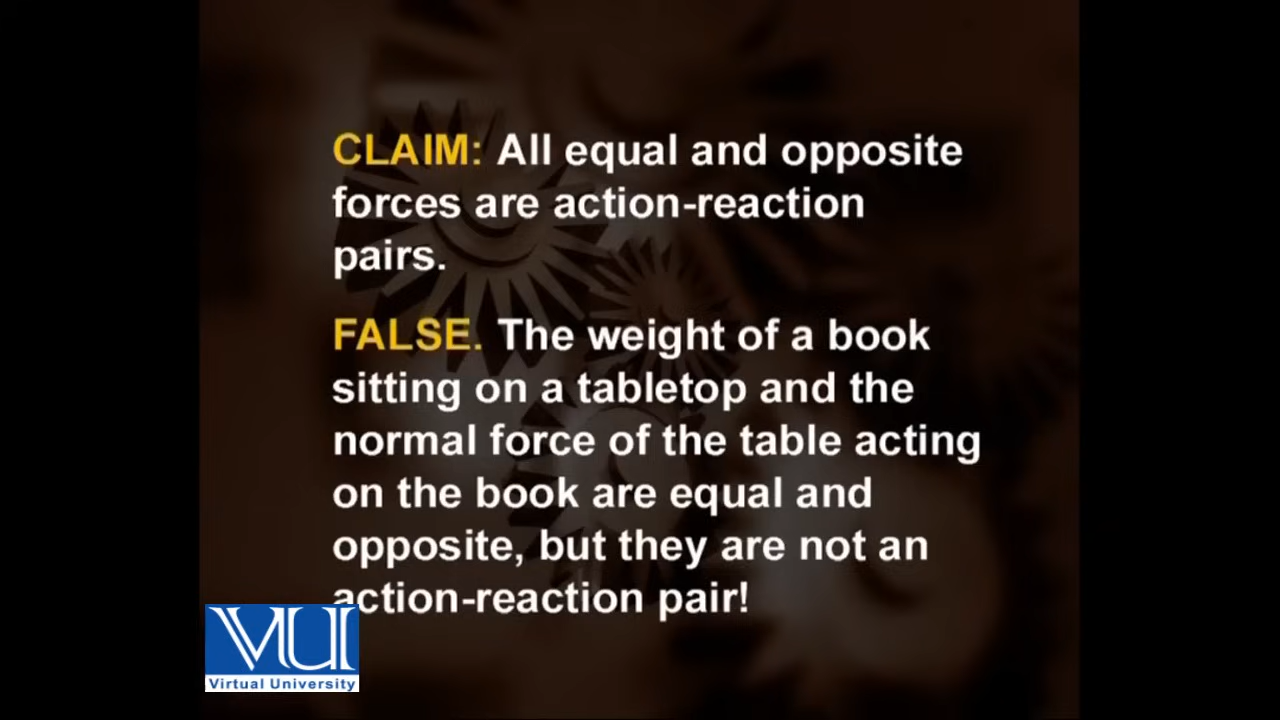 CLAIM: All equal and opposite
forces are action-reaction
pairs.
FALSE. The weight of a book
sitting on a tabletop and the
normal force of the table acting
on the book are equal and
opposite, but they are not an
action-reaction pair!
VU
Virtual University